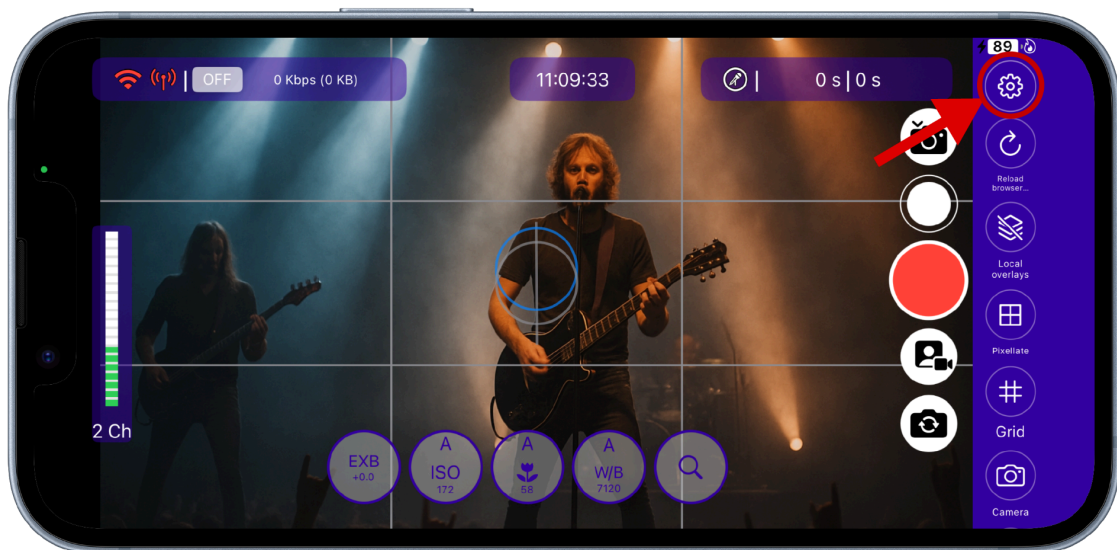 OFF
0 Kbps (0 KB)
11:09:33
0 s | 0 s
89
Reload
browser...
Local
overlays
Pixellate
Grid
Camera
2 Ch
EXB
+0.0
A
ISO
172
A
58
A
W/B
7120